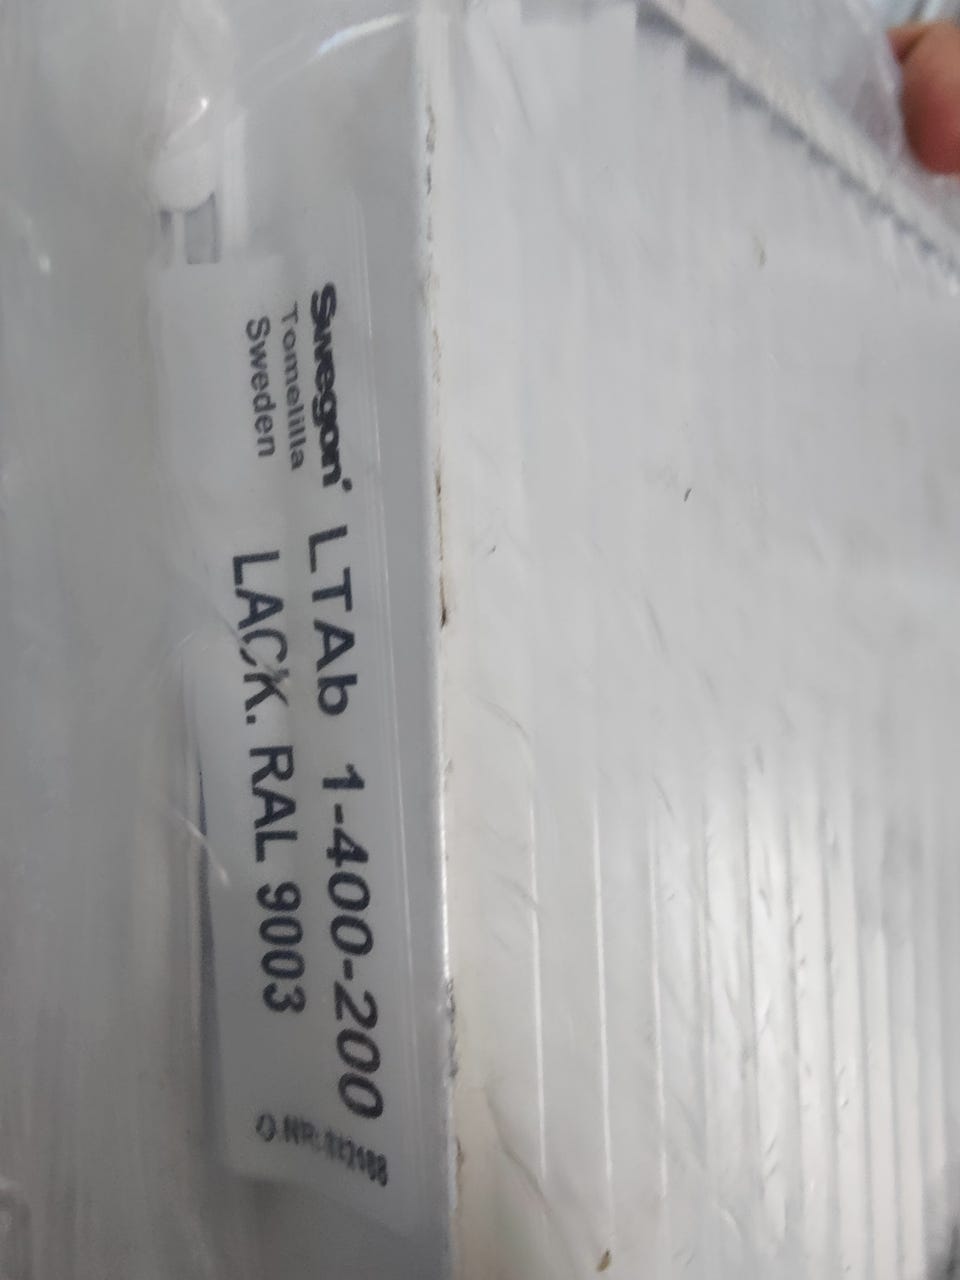 Swegon LTAb 1-400-200
Tomelilla
Sweden LACK. RAL 9003